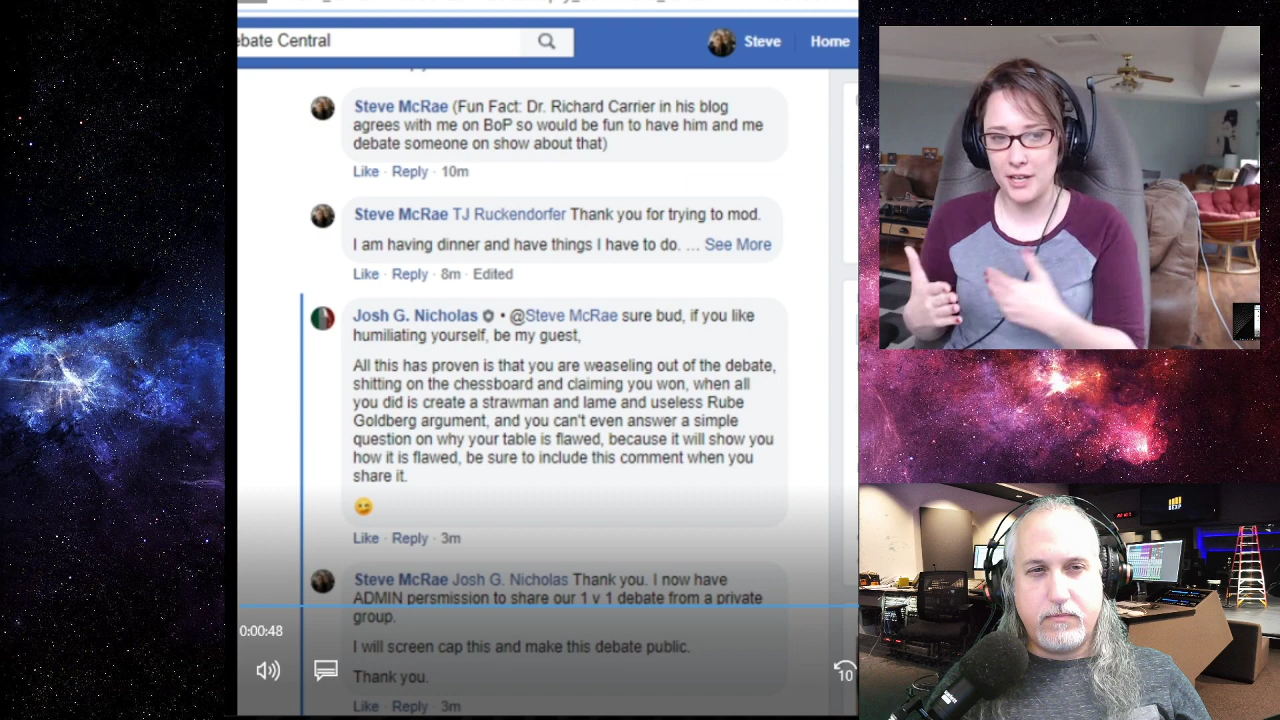 ebate Central
Steve
Home
Steve McRae (Fun Fact: Dr. Richard Carrier in his blog
agrees with me on BoP so would be fun to have him and me
debate someone on show about that)
Like · Reply · 10m
Steve McRae TJ Ruckendorfer Thank you for trying to mod.
I am having dinner and have things I have to do. ... See More
Like · Reply · 8m · Edited
Josh G. Nicholas • @Steve McRae sure bud, if you like
humiliating yourself, be my guest,
All this has proven is that you are weaseling out of the debate,
shitting on the chessboard and claiming you won, when all
you did is create a strawman and lame and useless Rube
Goldberg argument, and you can't even answer a simple
question on why your table is flawed, because it will show you
how it is flawed, be sure to include this comment when you
share it.
Like · Reply · 3m
Steve McRae Josh G. Nicholas Thank you. I now have
ADMIN persmission to share our 1 v 1 debate from a private
group.
0:00:48
I will screen cap this and make this debate public.
10
Thank you.
Like · Reply · 3m